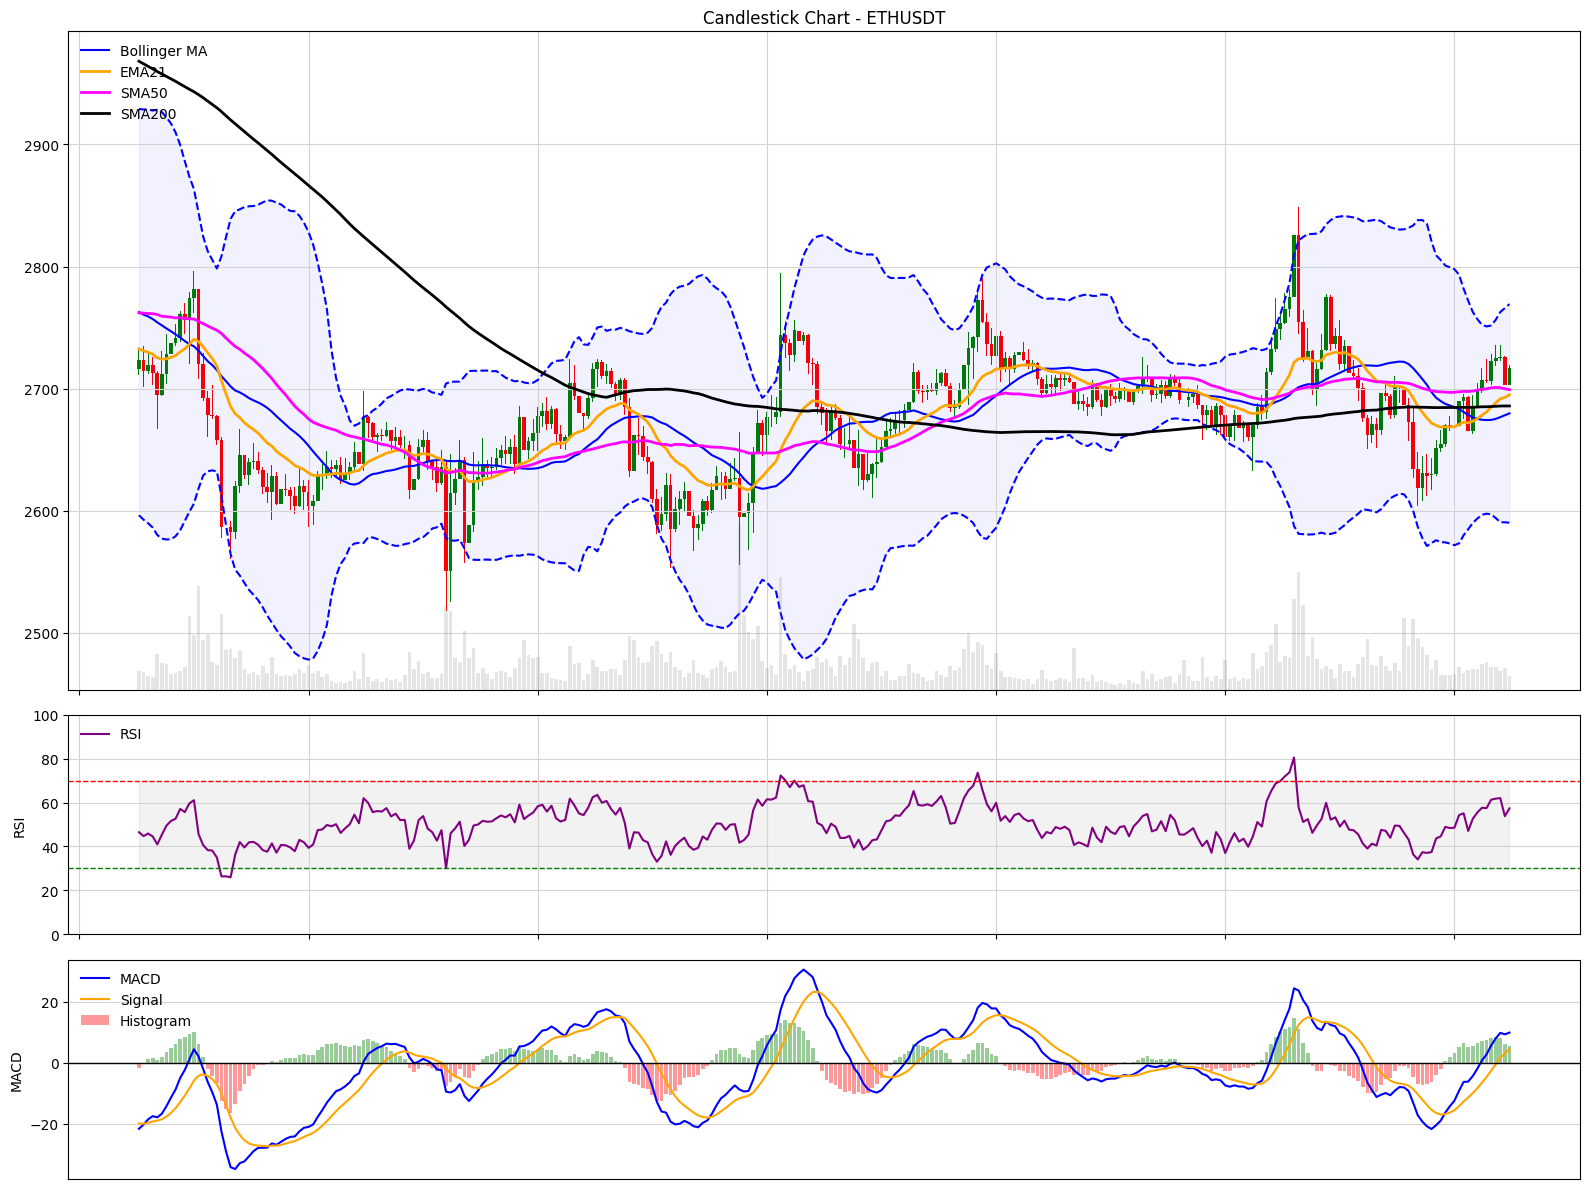 Candlestick Chart - ETHUSDT
Bollinger MA
EMA21
SMA50
SMA200
2900
2800
2700
2600
2500
RSI
100
80
60
40
20
0
RSI
MACD
Signal
Histogram
20
0
−20
MACD